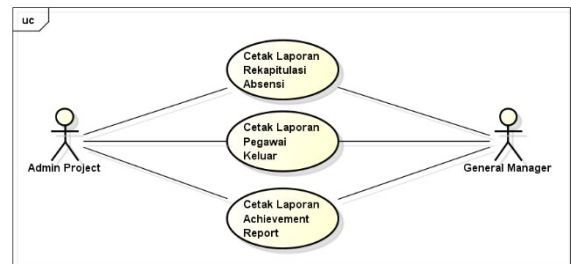 uc
Cetak Laporan
Rekapitulasi
Absensi
Cetak Laporan
Pegawai
Keluar
Admin Project
General Manager
Cetak Laporan
Achievement
Report